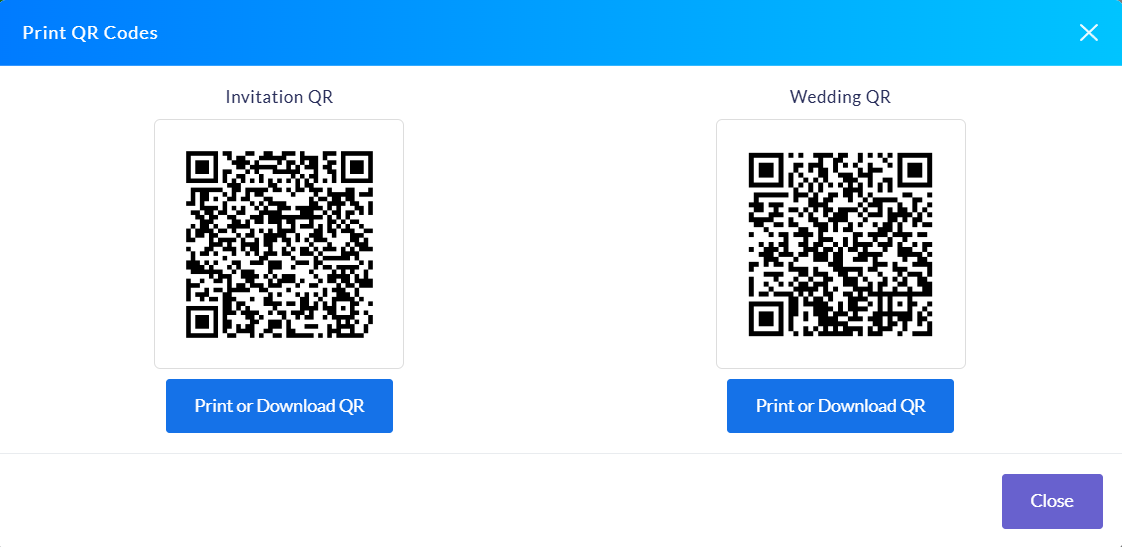 Print QR Codes
Invitation QR
Wedding QR
Print or Download QR
Print or Download QR
Close